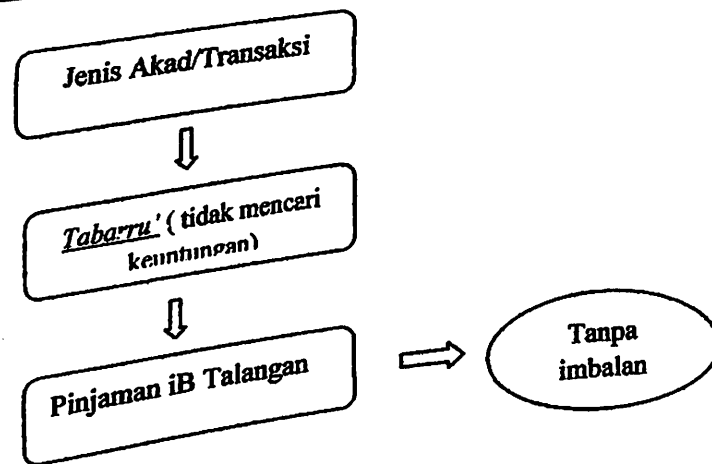 Jenis Akad/Transaksi
Tabarru' ( tidak mencari
keuntungan)
Pinjaman iB Talangan
Tanpa
imbalan